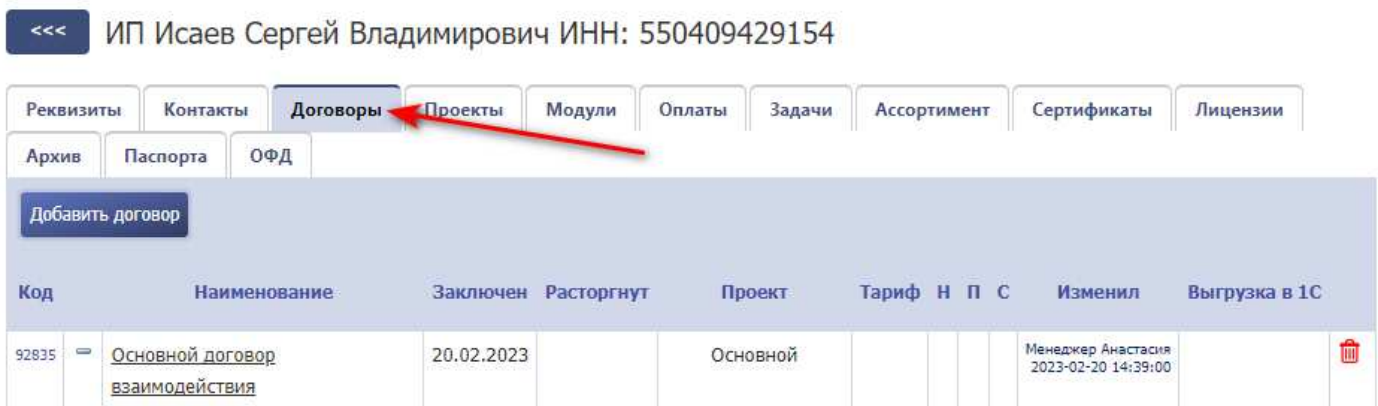 <<< ИП Исаев Сергей Владимирович ИНН: 550409429154
Реквизиты Контакты Договоры Проекты Модули Оплаты Задачи Ассортимент Сертификаты Лицензии
Архив Паспорта ОФД
Добавить договор
Код Наименование Заключен Расторгнут Проект Тариф Н П С Изменил Выгрузка в 1С
92835 Основной договор 20.02.2023 Основной Менеджер Анастасия
взаимодействия 2023-02-20 14:39:00